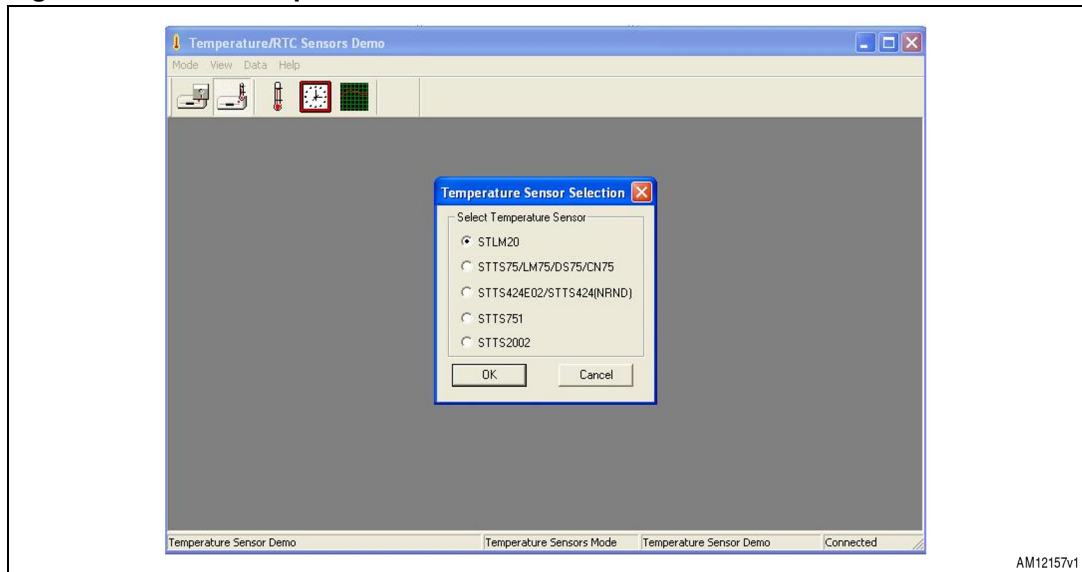 Temperature/RTC Sensors Demo
Mode View Data Help
Temperature Sensor Selection
Select Temperature Sensor
STLM20
STTS75/LM75/DS75/CN75
STTS424E02/STTS424(NRND)
STTS751
STTS2002
OK Cancel
Temperature Sensor Demo Temperature Sensors Mode Temperature Sensor Demo Connected
AM12157v1